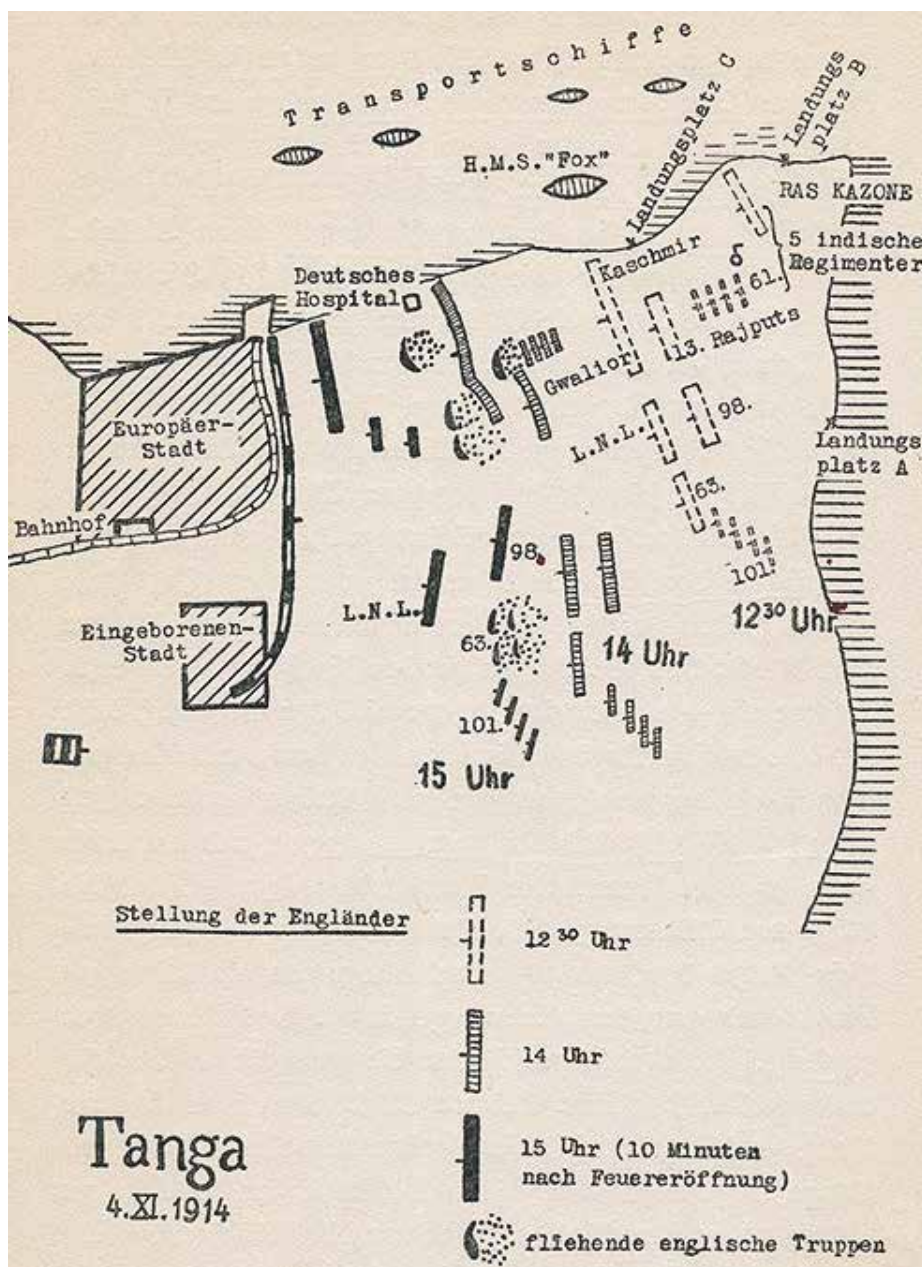 Transportschiffe
H.M.S."Fox"
Landungsplatz C
Landungs
platz B
RAS KAZONE
5 indische
Regimenter
Kaschmir
61.
13. Rajputs
Gwalior
Deutsches
Hospital
98.
L.N.L.
Landungs
platz A
63.
101.
12³⁰ Uhr
Europäer-
Stadt
Bahnhof
98.
L.N.L.
Eingeborenen-
Stadt
63.
14 Uhr
101.
15 Uhr
Stellung der Engländer
12³⁰ Uhr
14 Uhr
15 Uhr (10 Minuten
nach Feuereröffnung)
fliehende englische Truppen
Tanga
4.XI.1914